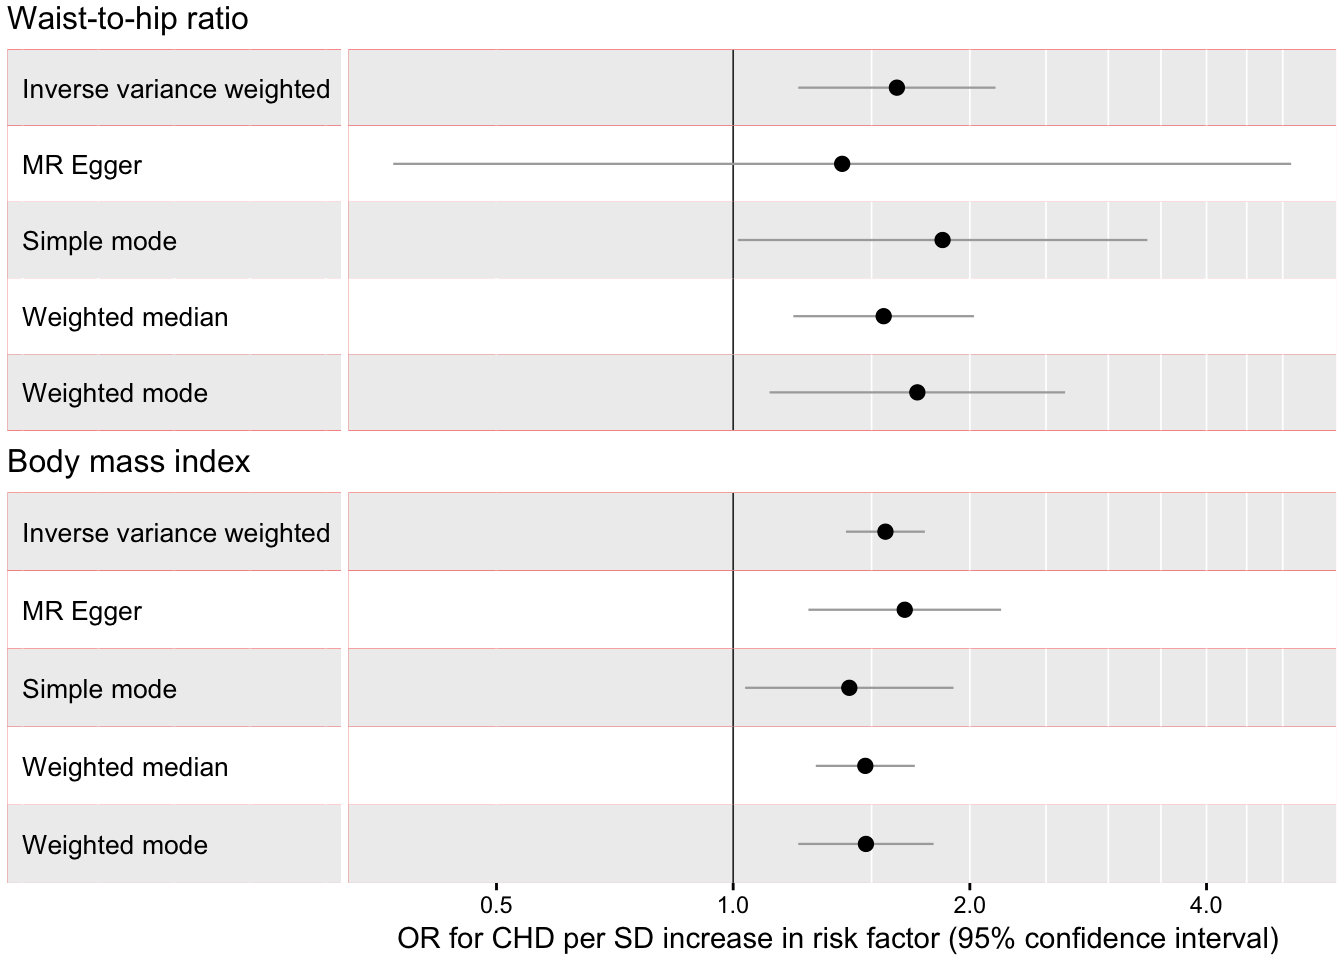 Waist-to-hip ratio
Inverse variance weighted
MR Egger
Simple mode
Weighted median
Weighted mode
Body mass index
Inverse variance weighted
MR Egger
Simple mode
Weighted median
Weighted mode
0.5 1.0 2.0 4.0
OR for CHD per SD increase in risk factor (95% confidence interval)